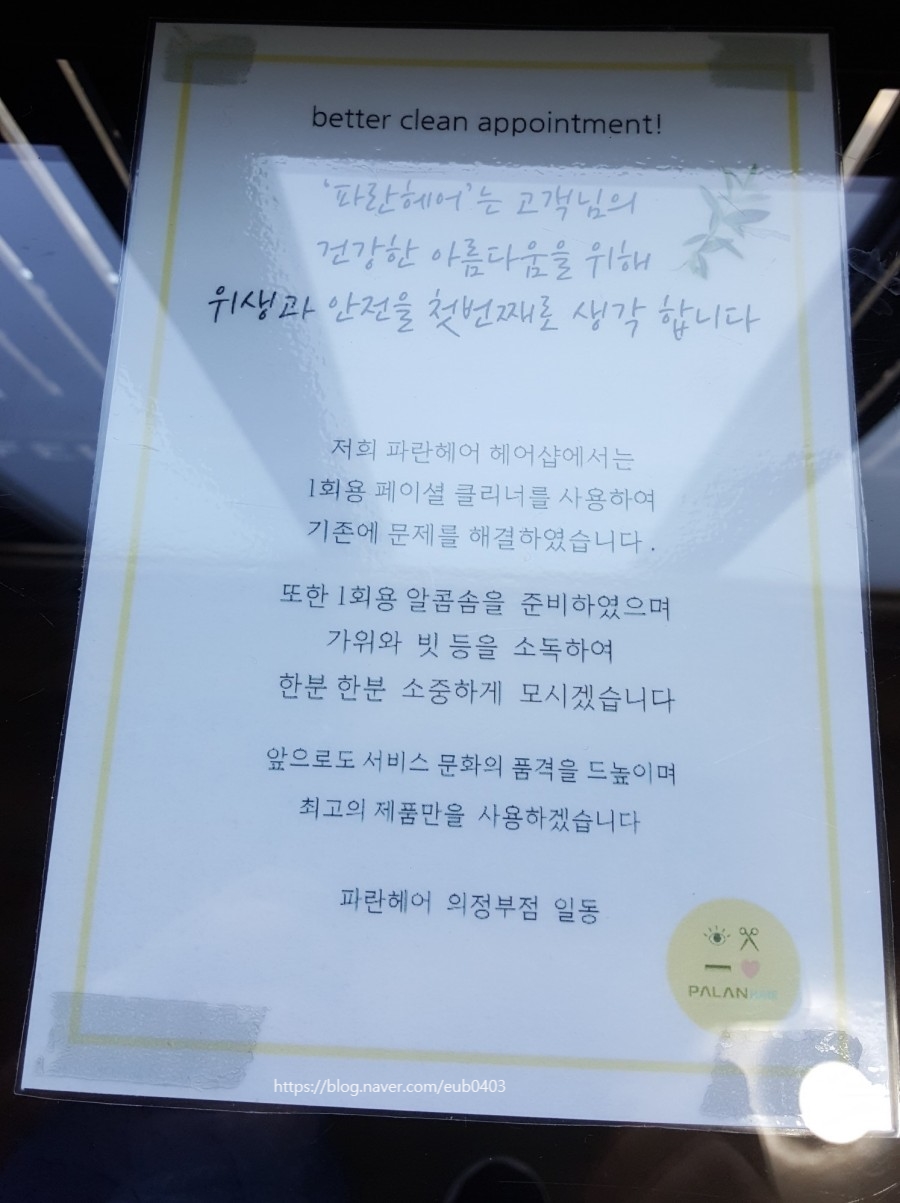 better clean appointment!
'파란헤어'는 고객님의
건강한 아름다움을 위해
위생과 안전을 첫번째로 생각 합니다
저희 파란헤어 헤어샵에서는
1회용 페이셜 클리너를 사용하여
기존에 문제를 해결하였습니다.
또한 1회용 알콤솜을 준비하였으며
가위와 빗 등을 소독하여
한분 한분 소중하게 모시겠습니다
앞으로도 서비스 문화의 품격을 드높이며
최고의 제품만을 사용하겠습니다
파란헤어 의정부점 일동
PALAN HAIR
https://blog.naver.com/eub0403